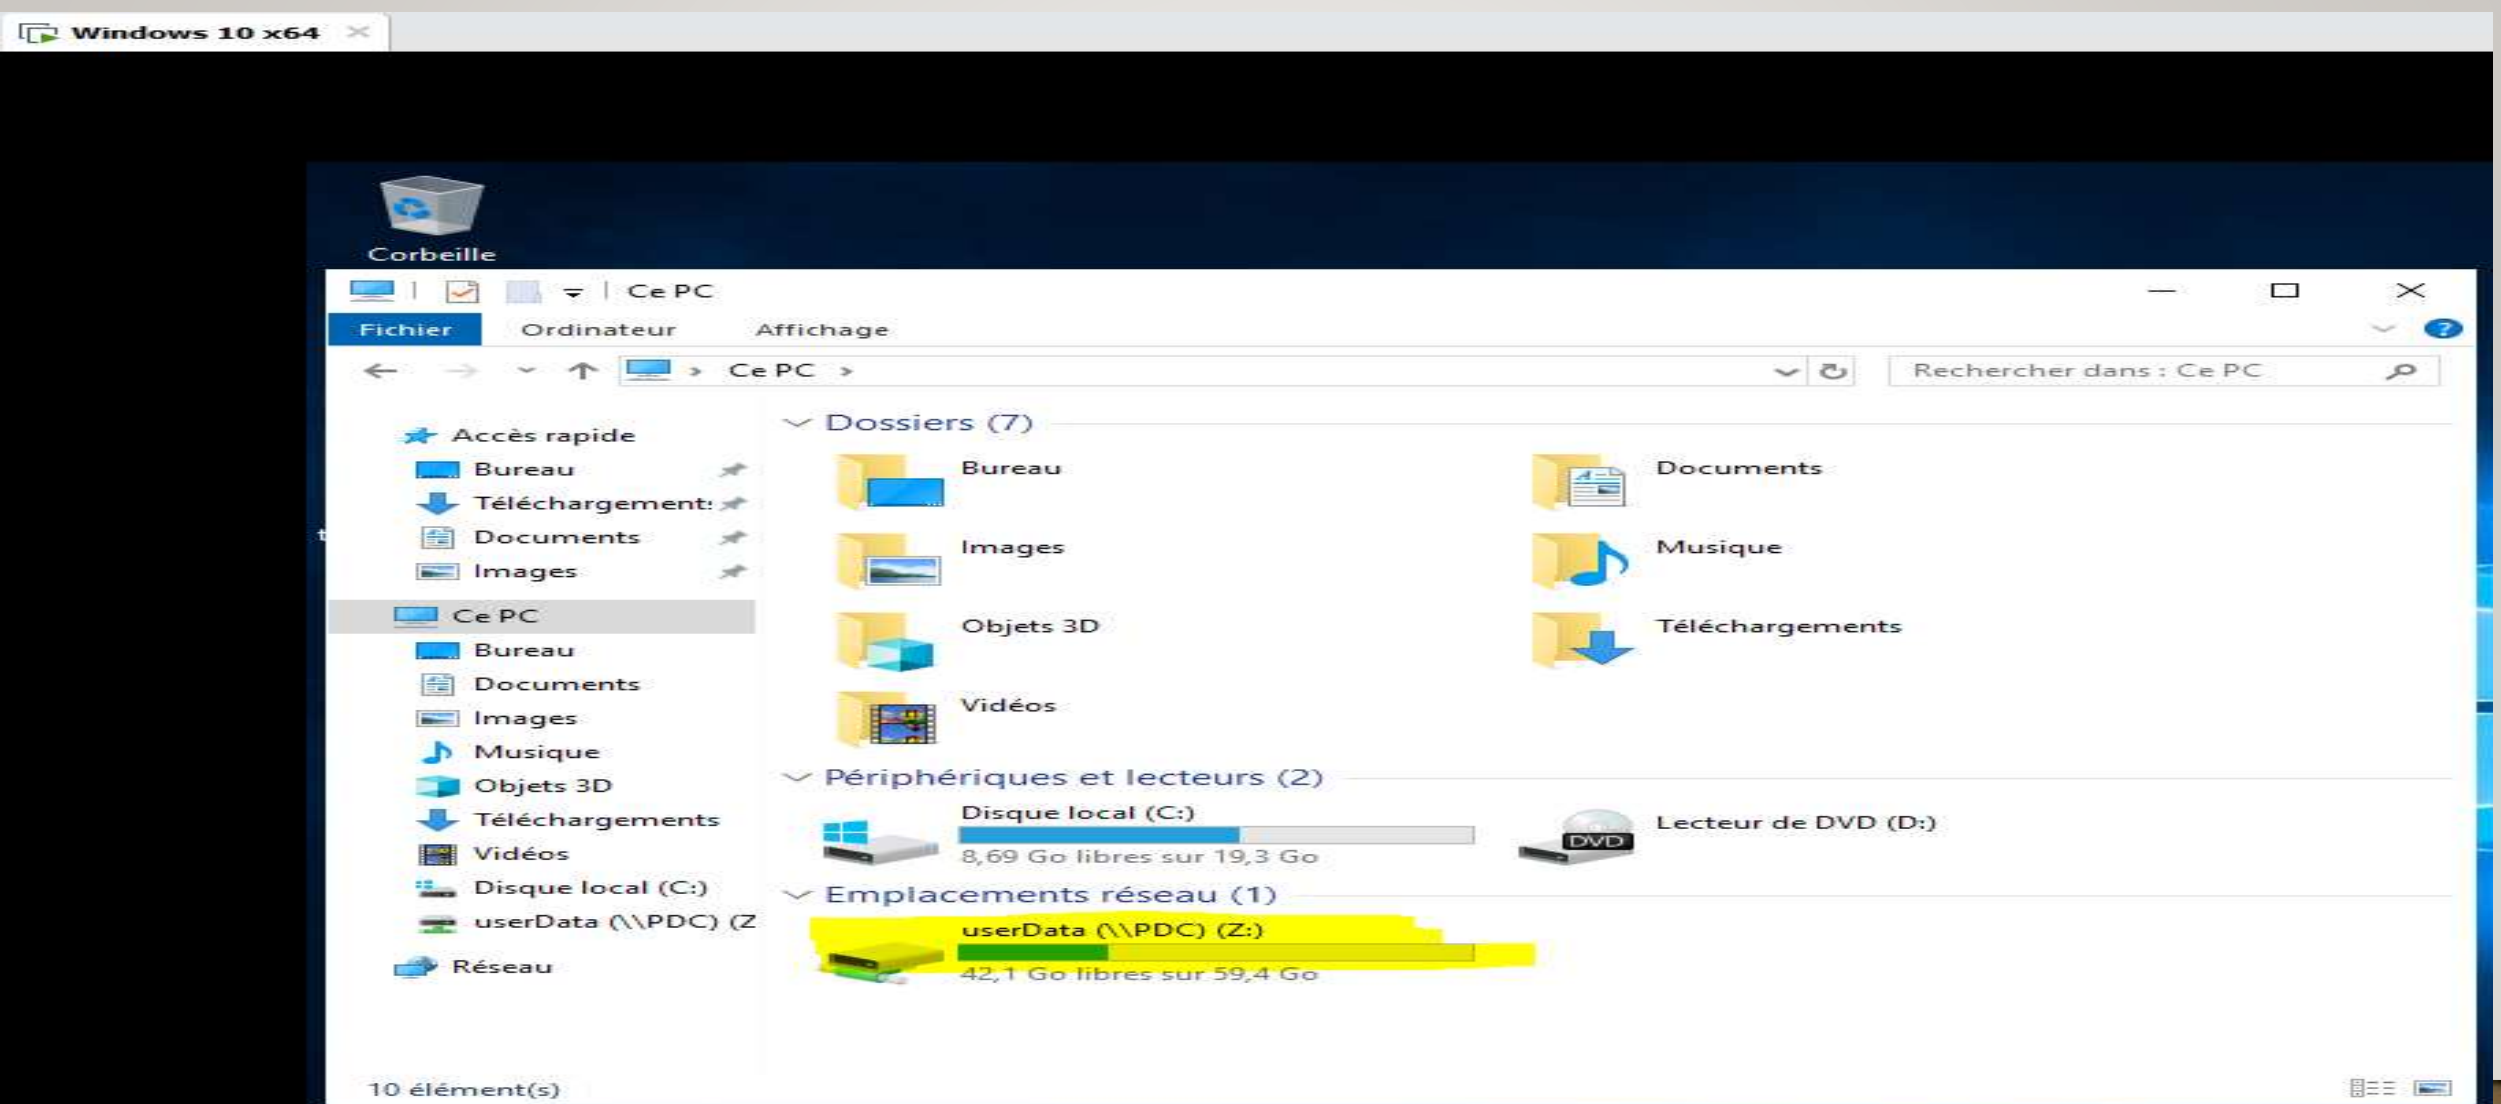 Windows 10 x64
Corbeille
Ce PC
Fichier Ordinateur Affichage
Ce PC
Rechercher dans : Ce PC
Accès rapide
Bureau
Téléchargement
Documents
Images
Ce PC
Bureau
Documents
Images
Musique
Objets 3D
Téléchargements
Vidéos
Disque local (C:)
userData (\\PDC) (Z
Réseau
Dossiers (7)
Bureau
Documents
Images
Musique
Objets 3D
Téléchargements
Vidéos
Périphériques et lecteurs (2)
Disque local (C:)
8,69 Go libres sur 19,3 Go
DVD
Lecteur de DVD (D:)
Emplacements réseau (1)
userData (\\PDC) (Z:)
42,1 Go libres sur 59,4 Go
10 élément(s)